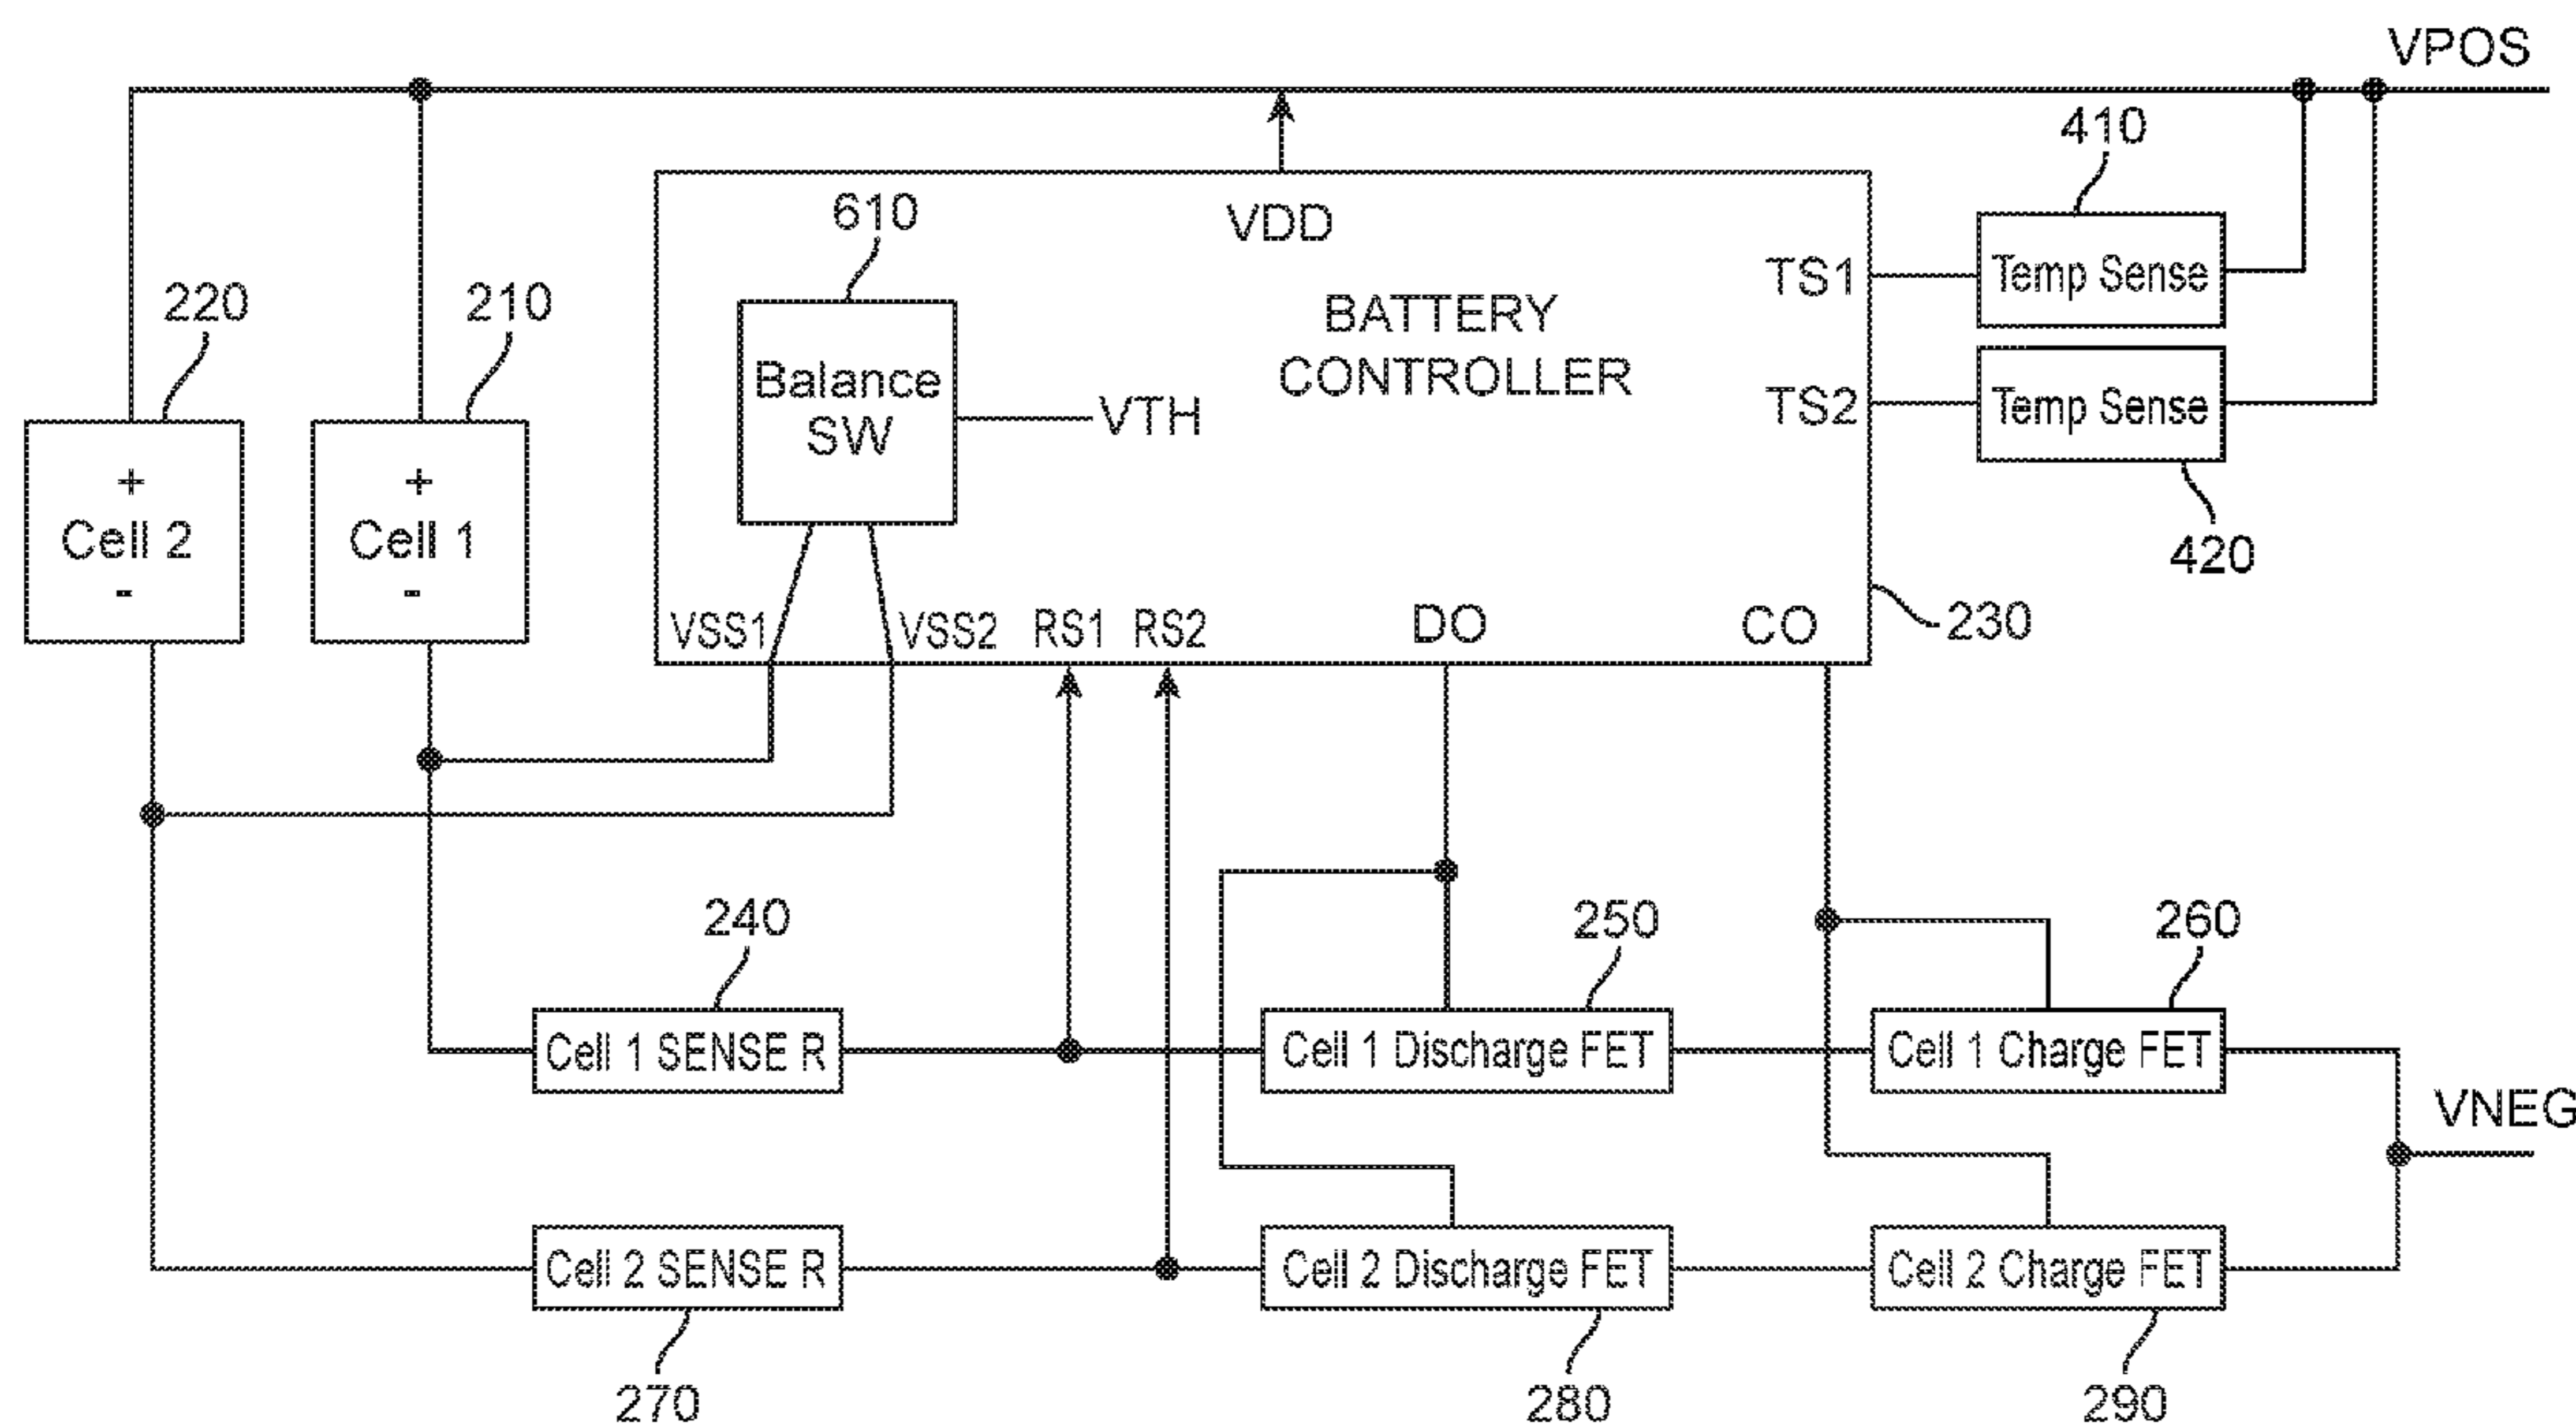 VPOS
410
610
VDD
TS1
Temp Sense
220
210
BATTERY
CONTROLLER
Balance
SW
VTH
TS2
Temp Sense
+
Cell 2
-
+
Cell 1
-
420
VSS1
VSS2
RS1
RS2
DO
CO
230
240
250
260
Cell 1 SENSE R
Cell 1 Discharge FET
Cell 1 Charge FET
VNEG
Cell 2 SENSE R
Cell 2 Discharge FET
Cell 2 Charge FET
270
280
290